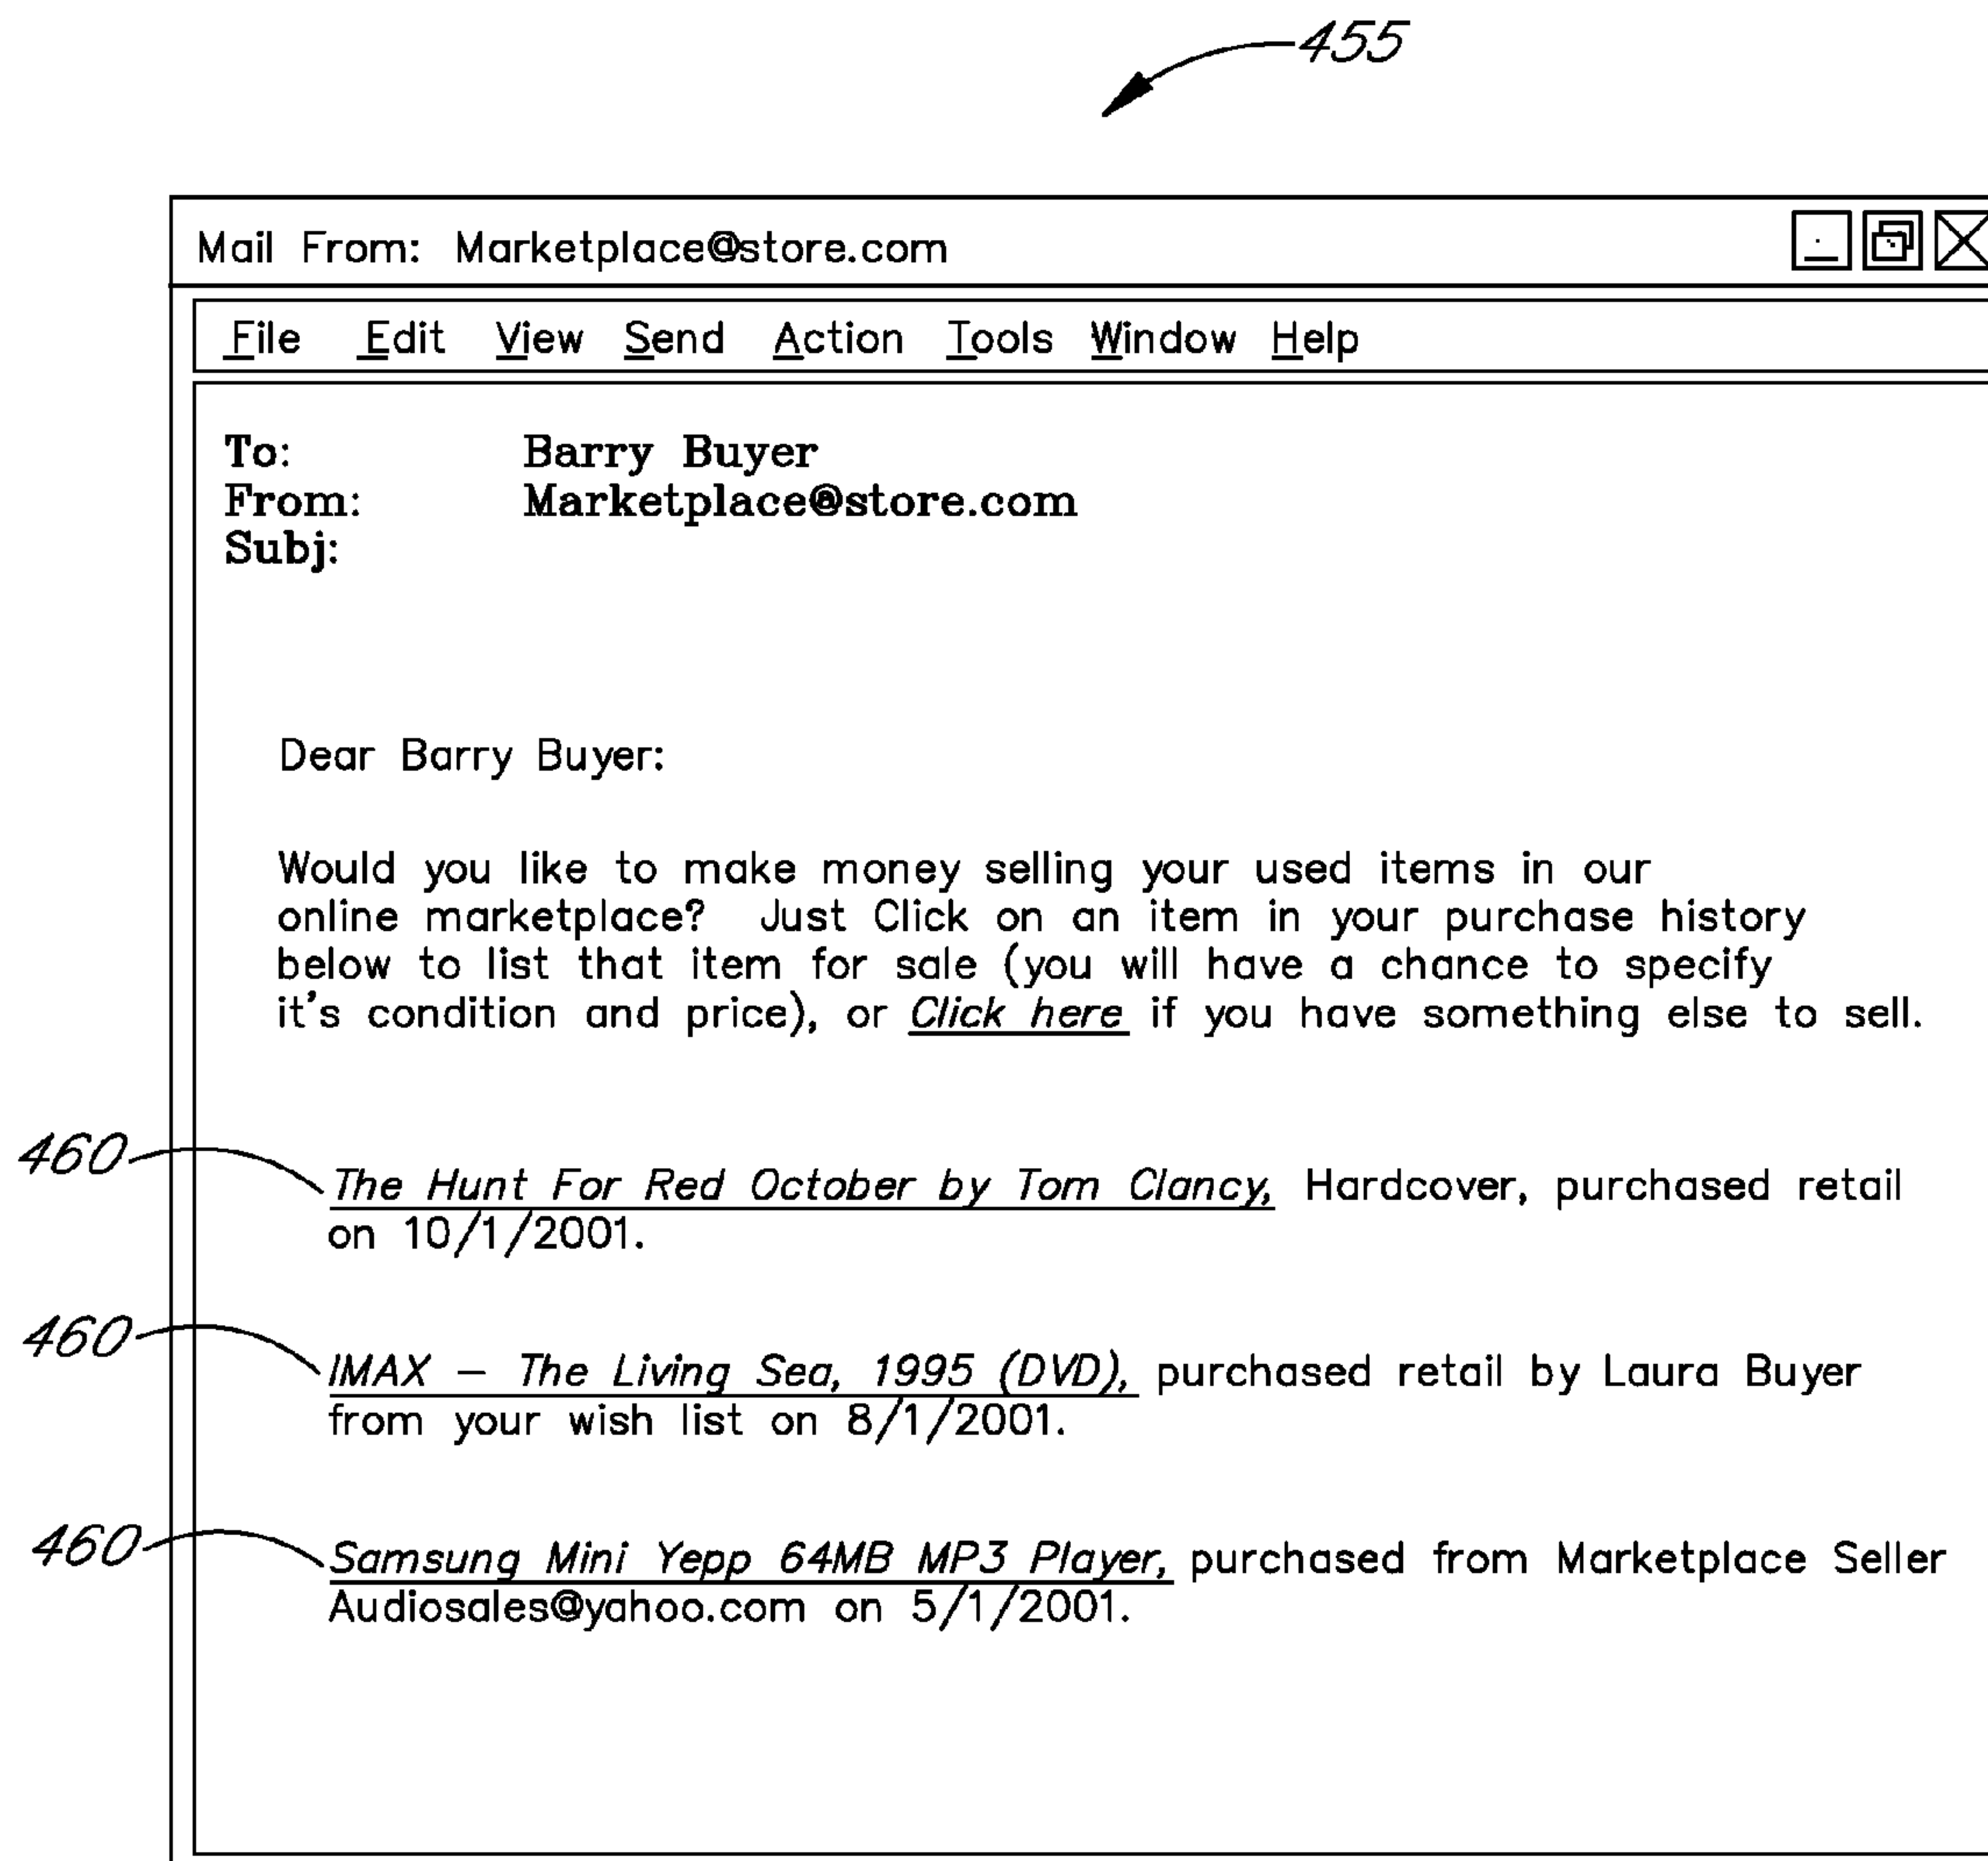 455
Mail From: Marketplace@store.com
File Edit View Send Action Tools Window Help
To: Barry Buyer
From: Marketplace@store.com
Subj:
Dear Barry Buyer:
Would you like to make money selling your used items in our
online marketplace? Just Click on an item in your purchase history
below to list that item for sale (you will have a chance to specify
it's condition and price), or Click here if you have something else to sell.
460 The Hunt For Red October by Tom Clancy, Hardcover, purchased retail
on 10/1/2001.
460 IMAX – The Living Sea, 1995 (DVD), purchased retail by Laura Buyer
from your wish list on 8/1/2001.
460 Samsung Mini Yepp 64MB MP3 Player, purchased from Marketplace Seller
Audiosales@yahoo.com on 5/1/2001.